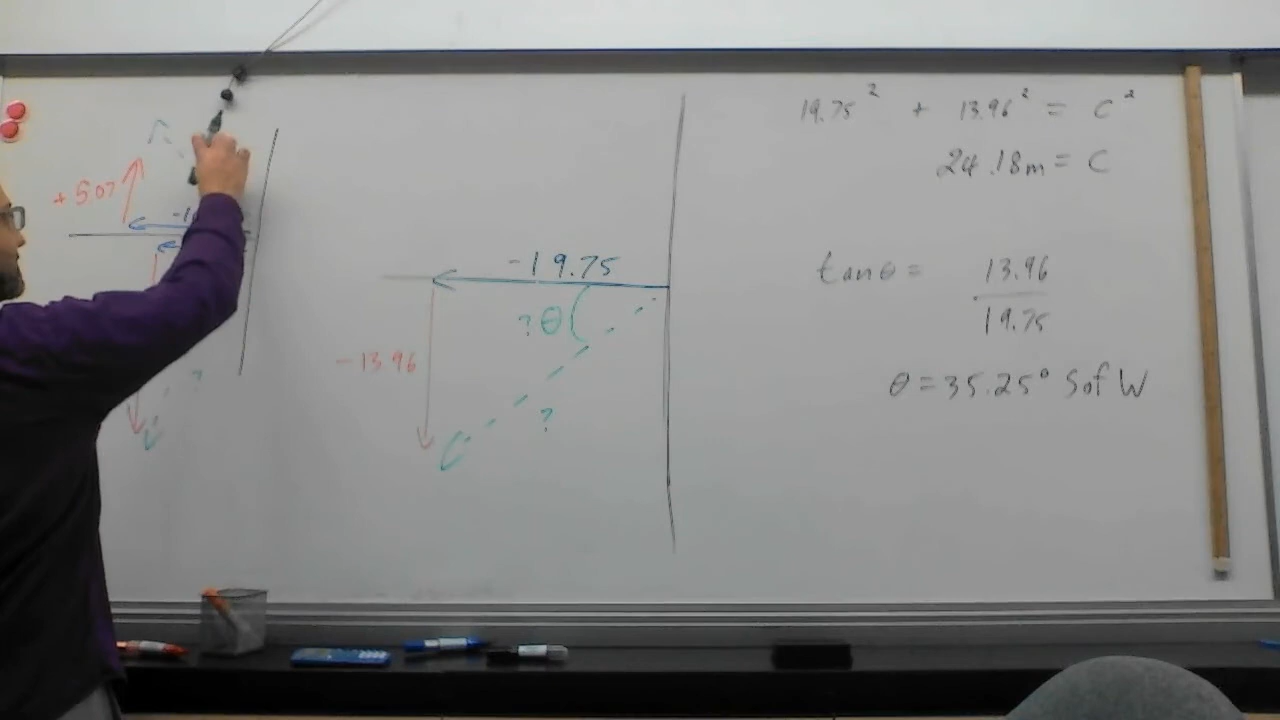 19.75² + 13.96² = C²
24.18m = C
+5.07
-19.75
tanθ = 13.96
19.75
? θ
-13.96
θ = 35.25° S of W
?
?